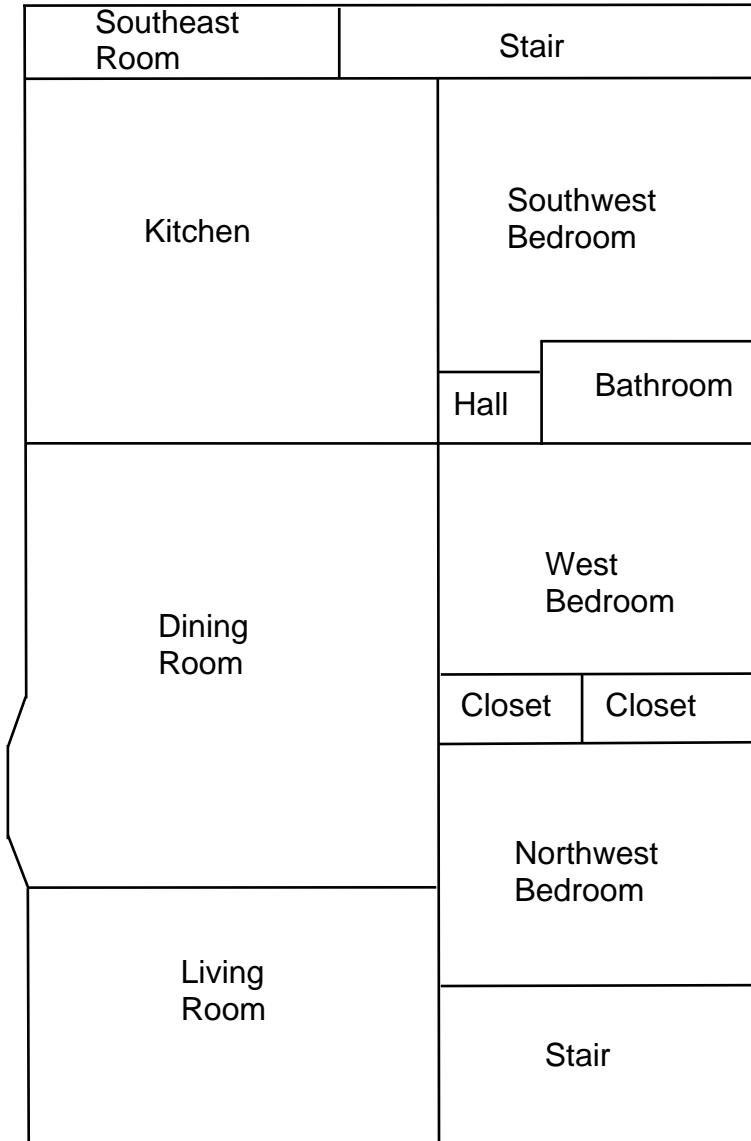 Southeast
Room
Stair
Kitchen
Southwest
Bedroom
Bathroom
Hall
West
Bedroom
Dining
Room
Closet
Closet
Northwest
Bedroom
Living
Room
Stair